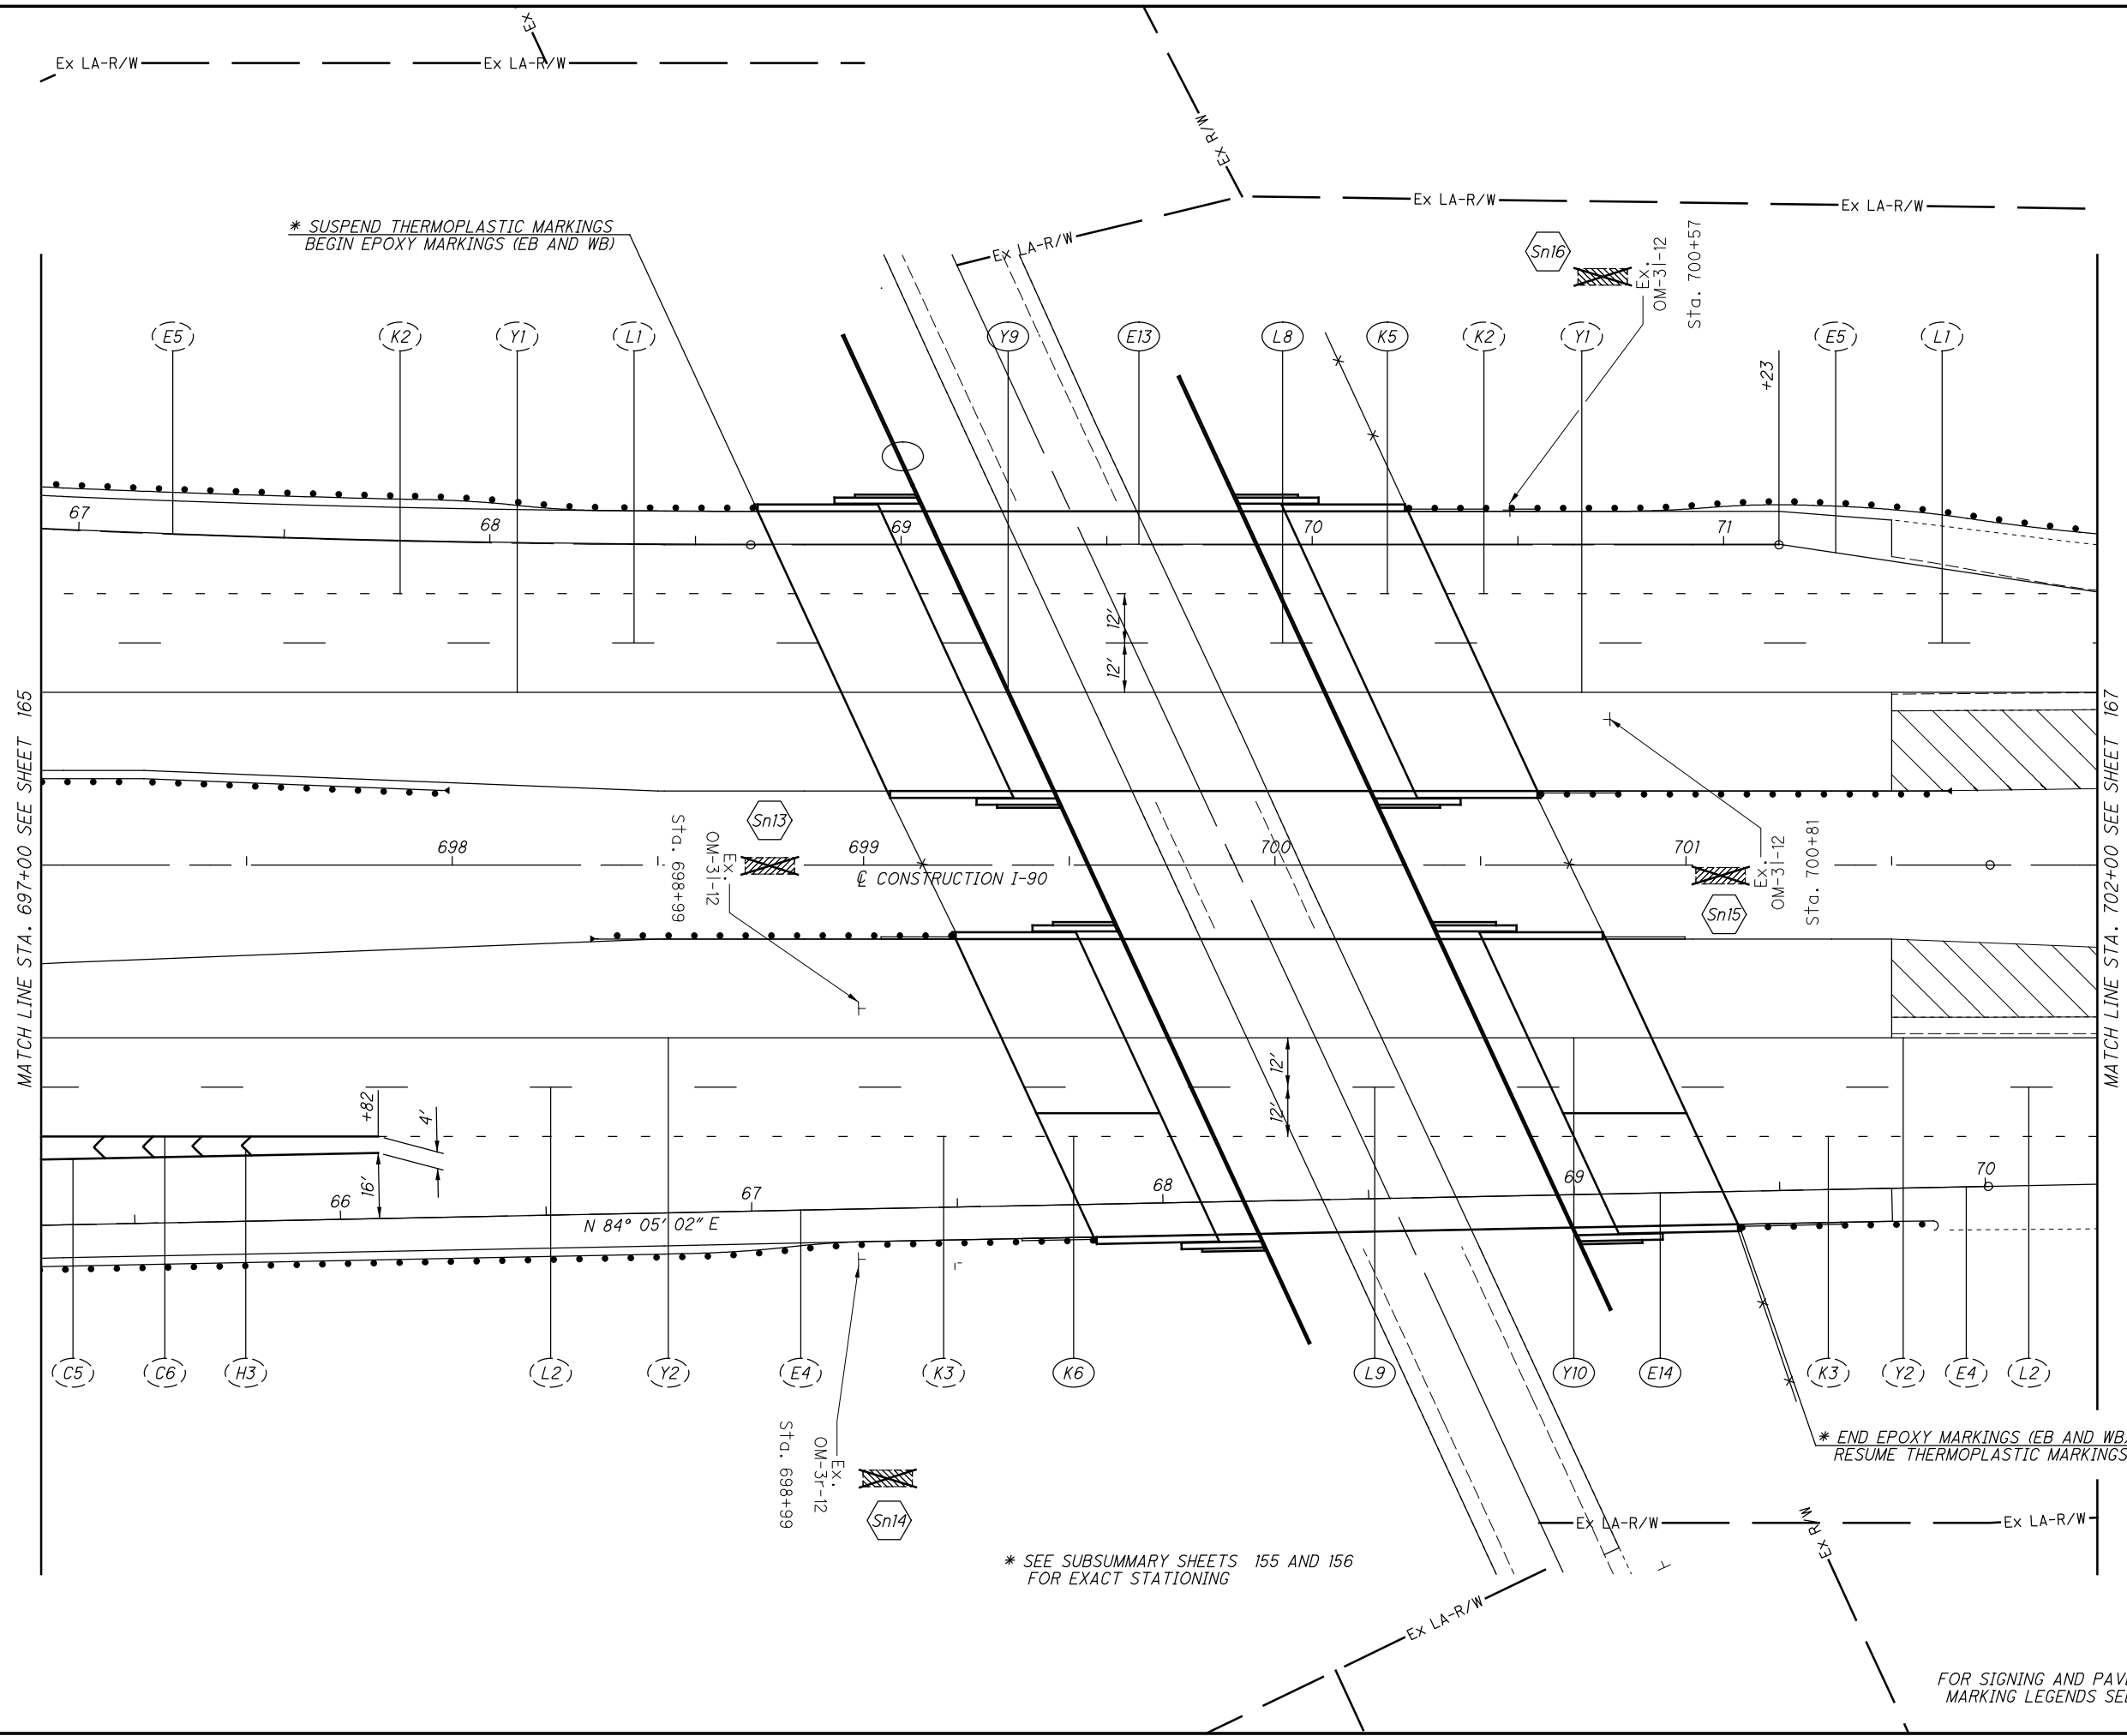 Ex
Ex LA-R/W
Ex LA-R/W
Ex R/W
Ex R/W
Ex LA-R/W
Ex LA-R/W
Ex LA-R/W
* SUSPEND THERMOPLASTIC MARKINGS
BEGIN EPOXY MARKINGS (EB AND WB)
Sn16
Ex.
OM-3l-12
Sta. 700+57
E5
K2
Y1
L1
Y9
E13
L8
K5
K2
Y1
+23
E5
L1
67
68
69
70
71
12'
12'
MATCH LINE STA. 697+00 SEE SHEET 165
MATCH LINE STA. 702+00 SEE SHEET 167
Sn13
Ex.
OM-3l-12
Sta. 698+99
698
699
700
701
℄ CONSTRUCTION I-90
Ex.
OM-3l-12
Sta. 700+81
Sn15
12'
12'
+82
4'
16'
66
67
68
69
70
N 84° 05' 02" E
C5
C6
H3
L2
Y2
E4
K3
K6
L9
Y10
E14
K3
Y2
E4
L2
Ex.
OM-3r-12
Sta. 698+99
Sn14
* END EPOXY MARKINGS (EB AND WB)
RESUME THERMOPLASTIC MARKINGS
Ex LA-R/W
Ex R/W
Ex LA-R/W
* SEE SUBSUMMARY SHEETS 155 AND 156
FOR EXACT STATIONING
Ex LA-R/W
FOR SIGNING AND PAV
MARKING LEGENDS SE